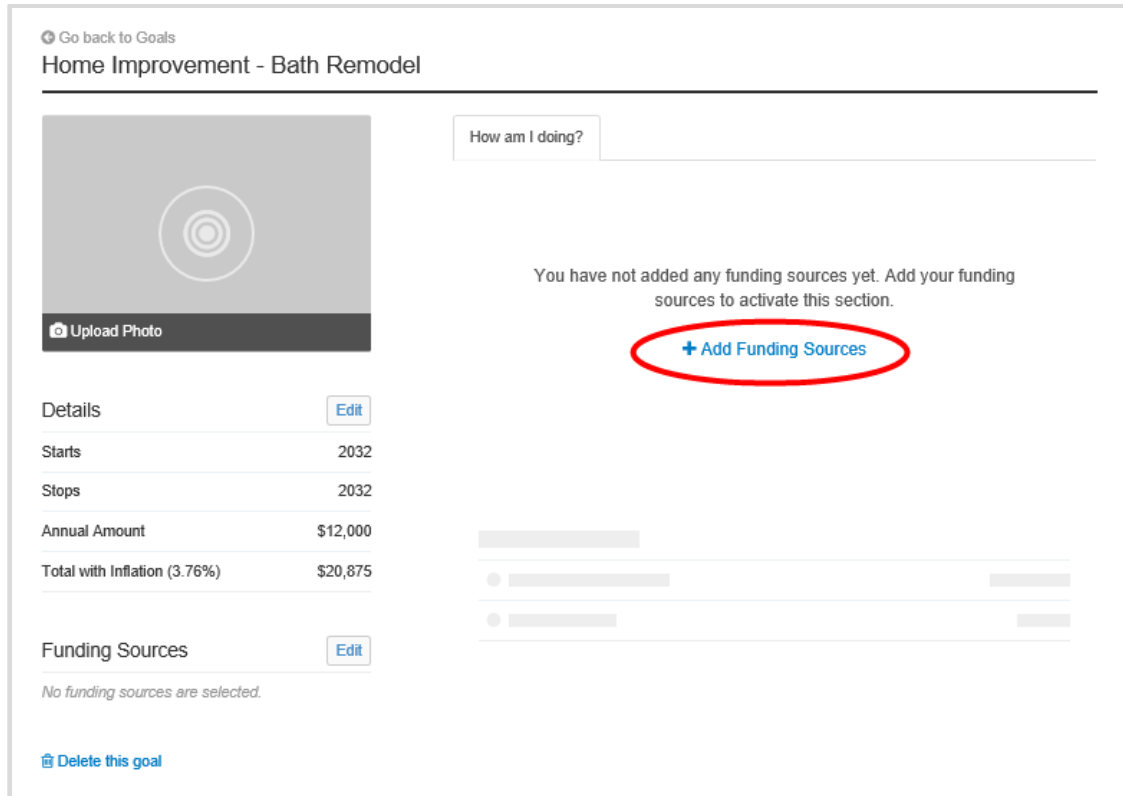 Go back to Goals
Home Improvement - Bath Remodel
Upload Photo
Details
Edit
Starts 2032
Stops 2032
Annual Amount $12,000
Total with Inflation (3.76%) $20,875
Funding Sources
Edit
No funding sources are selected.
Delete this goal
How am I doing?
You have not added any funding sources yet. Add your funding
sources to activate this section.
+ Add Funding Sources